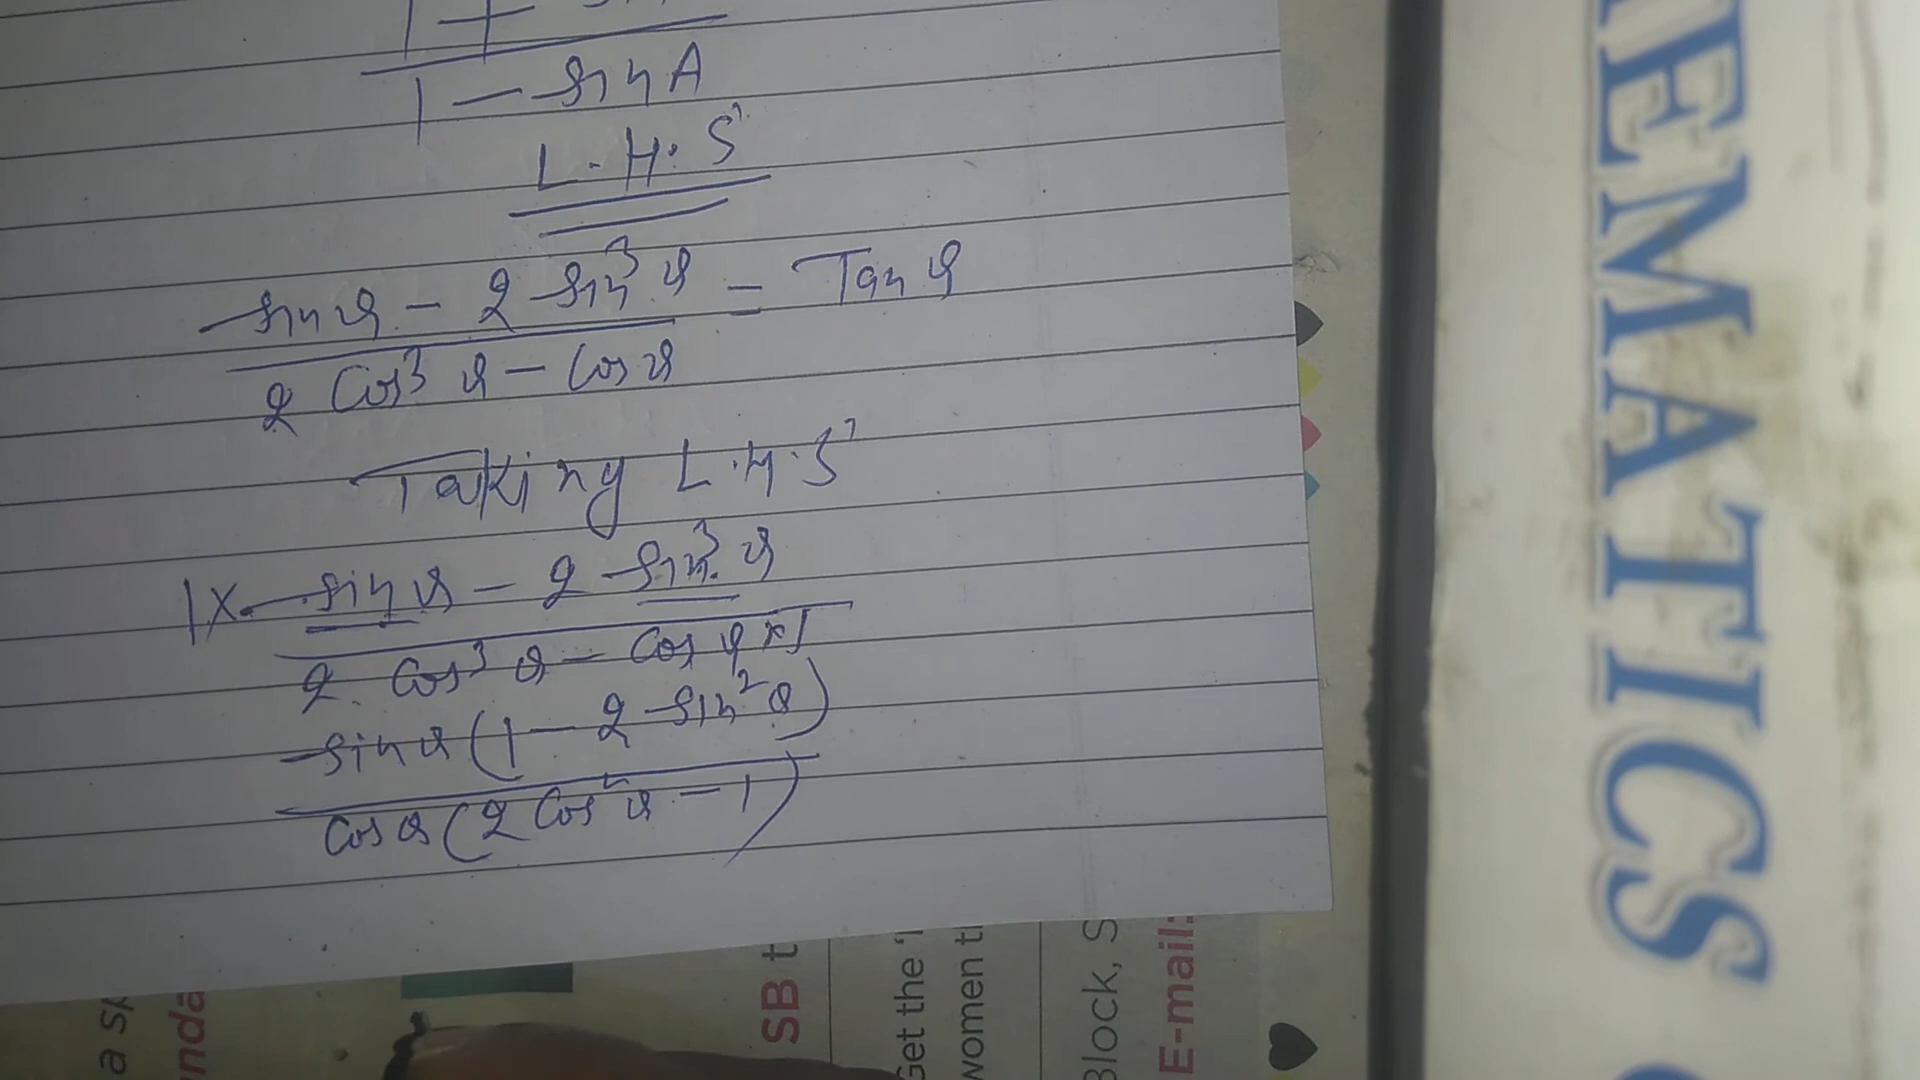 1 - sin A
L.H.S
sin θ - 2 sin³ θ = Tan θ
2 Cos³ θ - Cos θ
Taking L.H.S
1× sin θ - 2 sin³ θ
2 Cos³ θ - Cos θ ×1
sin θ (1 - 2 sin² θ)
Cos θ (2 Cos² θ - 1)
EMATICS
a sp
nda
SB t
Get the
women t
Block, S
E-mail: